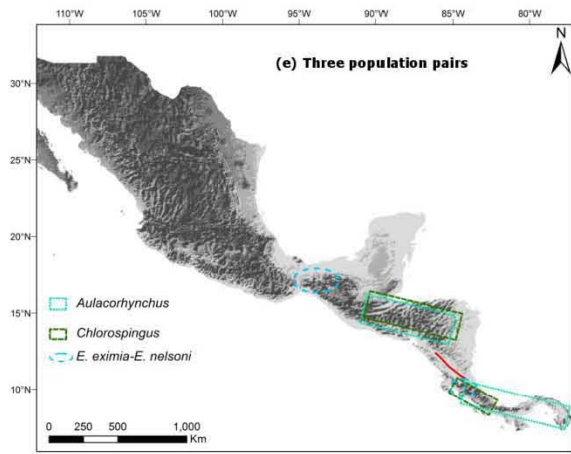 110°W 105°W 100°W 95°W 90°W 85°W 80°W
N
(e) Three population pairs
30°N
25°N
20°N
15°N
10°N
Aulacorhynchus
Chlorospingus
E. eximia-E. nelsoni
0 250 500 1,000
Km